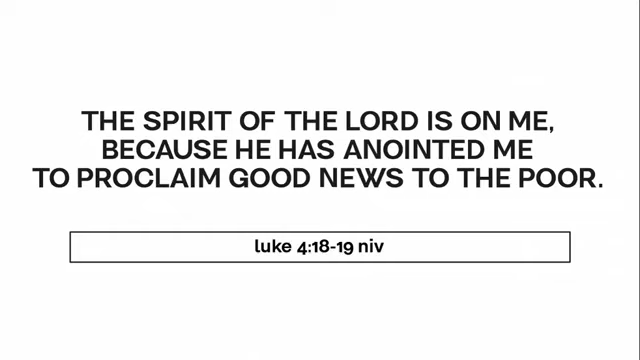 THE SPIRIT OF THE LORD IS ON ME,
BECAUSE HE HAS ANOINTED ME
TO PROCLAIM GOOD NEWS TO THE POOR.
luke 4:18-19 niv